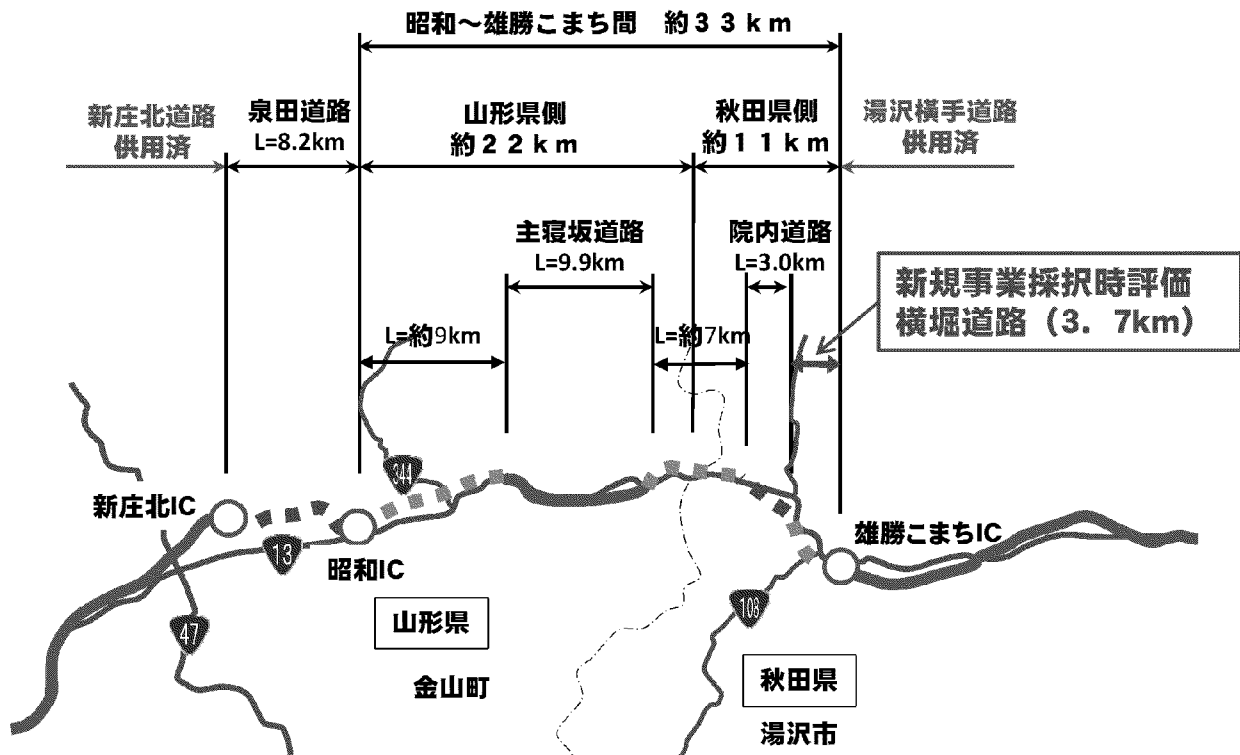 昭和～雄勝こまち間　約３３ｋｍ
新庄北道路
供用済
泉田道路
L=8.2km
山形県側
約２２ｋｍ
秋田県側
約１１ｋｍ
湯沢横手道路
供用済
主寝坂道路
L=9.9km
院内道路
L=3.0km
新規事業採択時評価
横堀道路（3．7km）
L=約9km
L=約7km
344
新庄北IC
13
昭和IC
雄勝こまちIC
47
山形県
108
金山町
秋田県
湯沢市